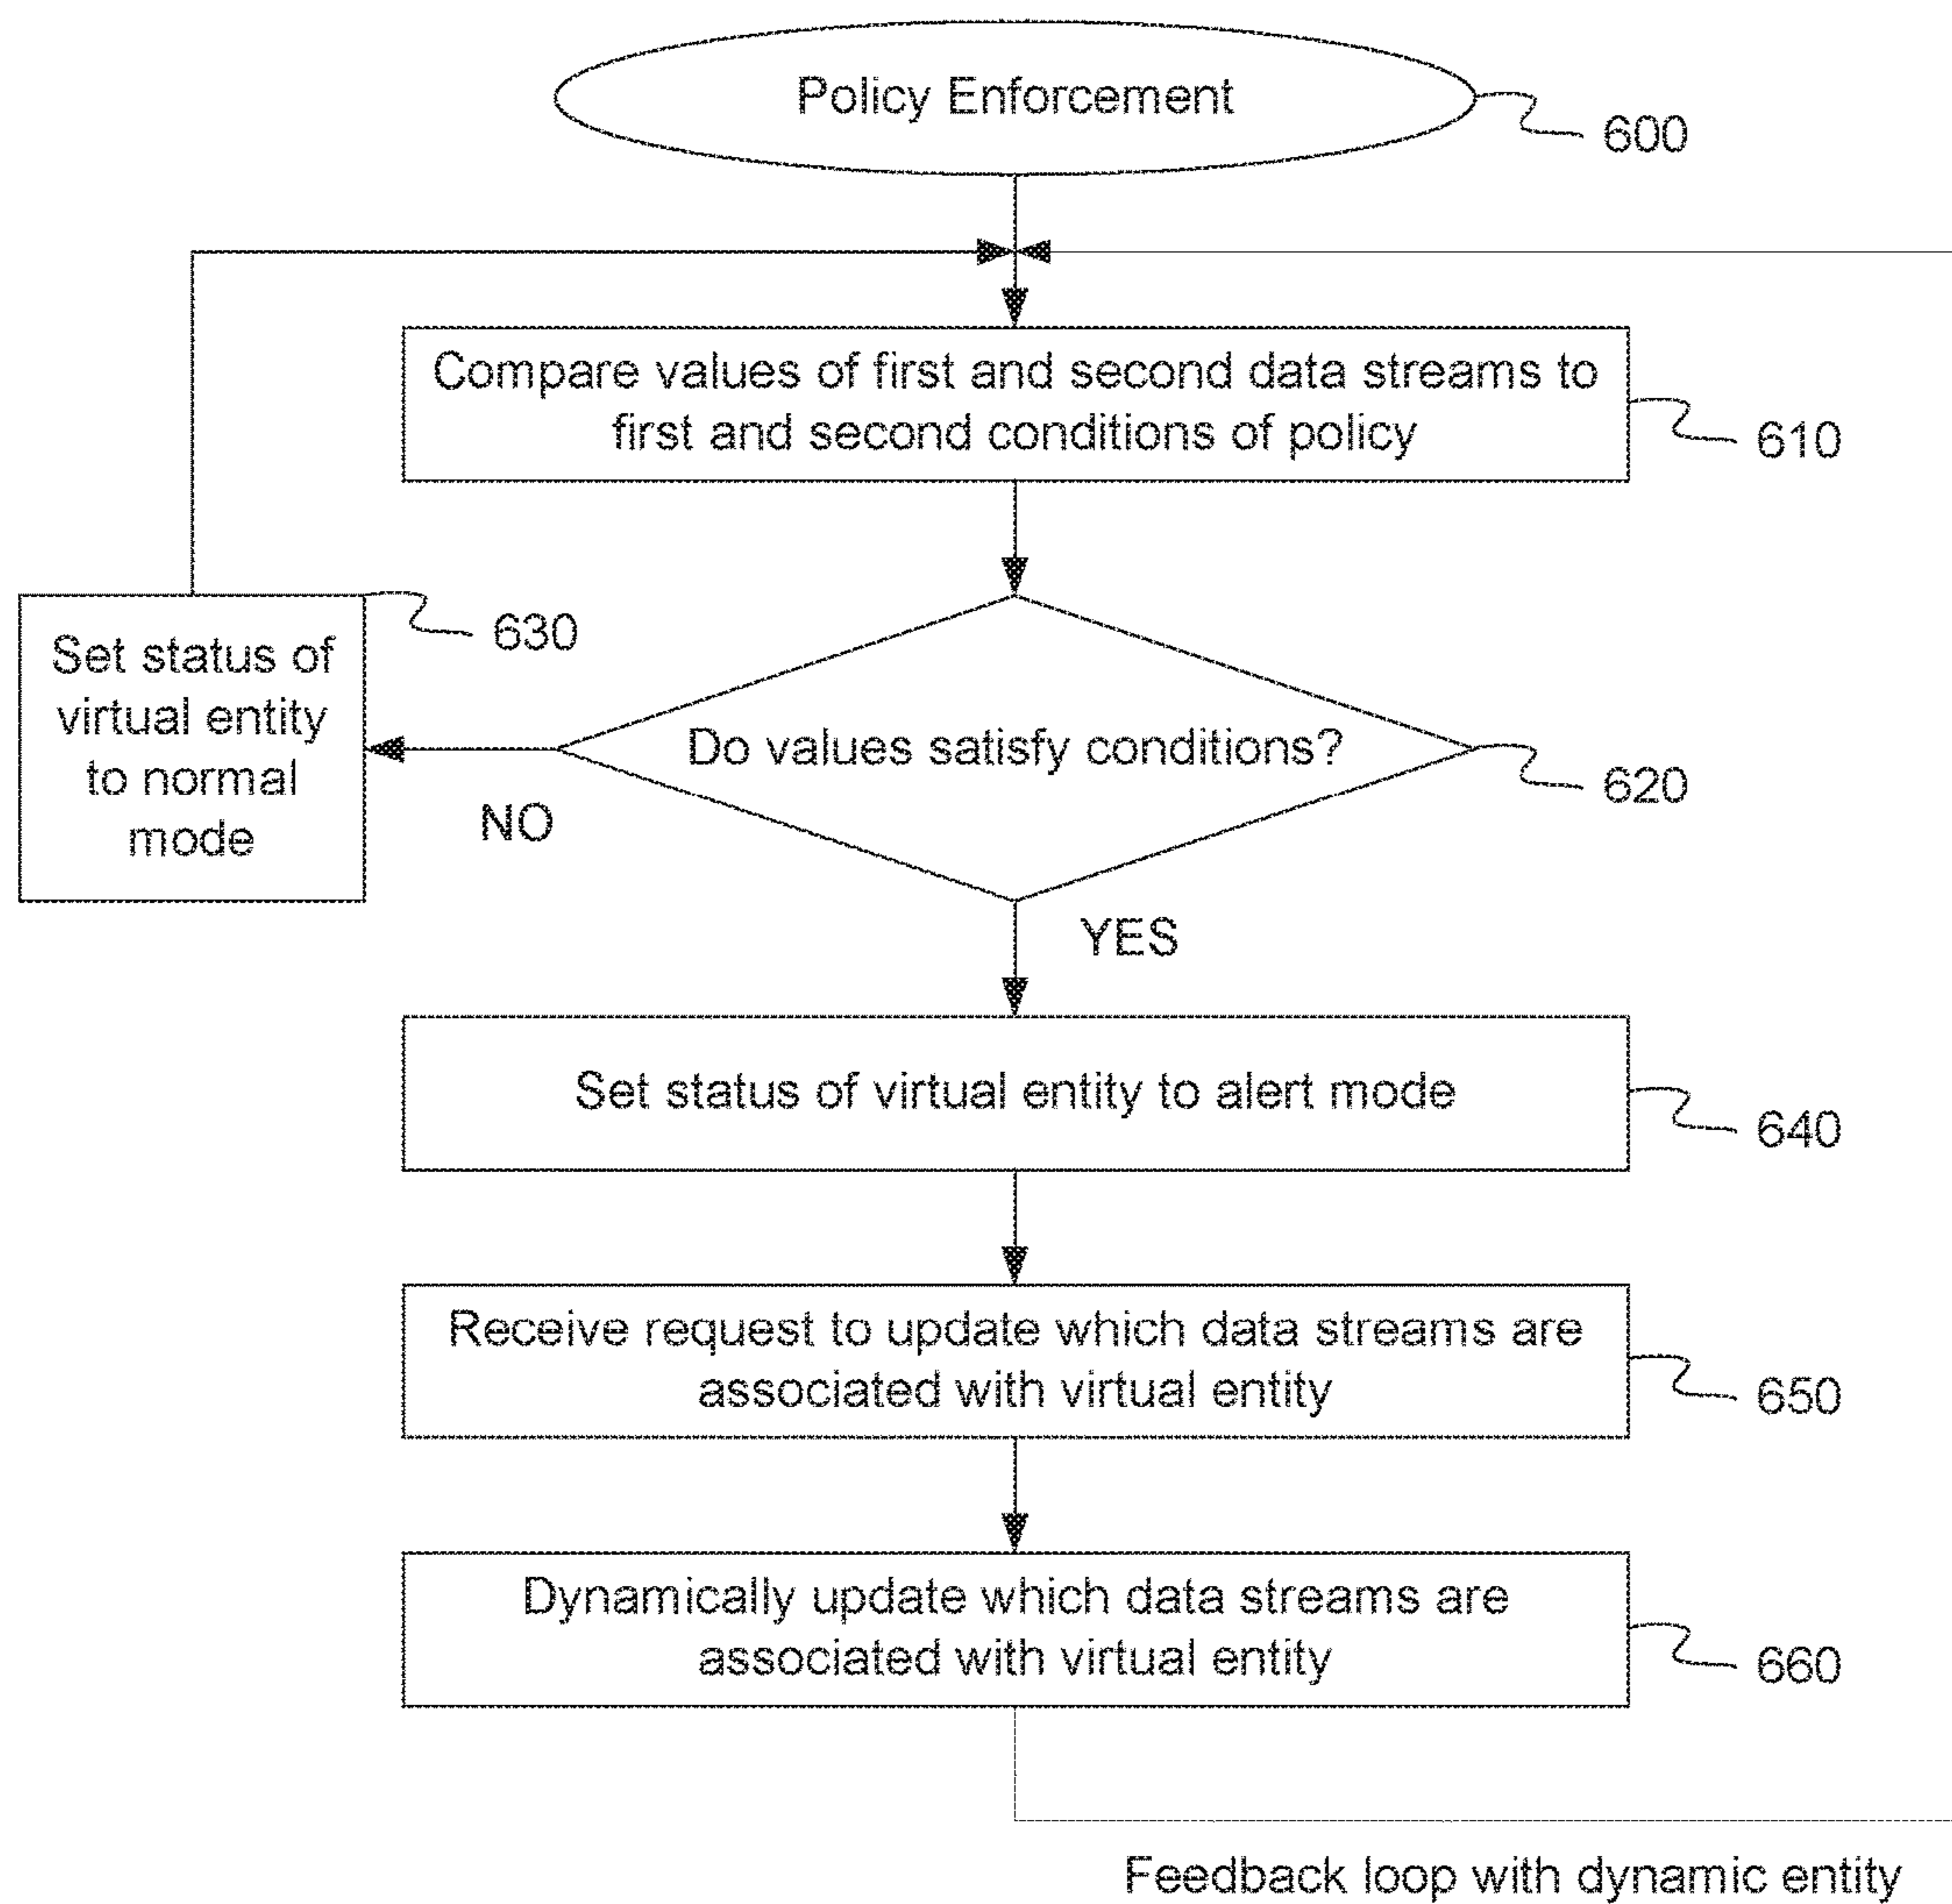 Policy Enforcement
600
Compare values of first and second data streams to
first and second conditions of policy
610
630
Set status of
virtual entity
to normal
mode
Do values satisfy conditions?
620
NO
YES
Set status of virtual entity to alert mode
640
Receive request to update which data streams are
associated with virtual entity
650
Dynamically update which data streams are
associated with virtual entity
660
Feedback loop with dynamic entity